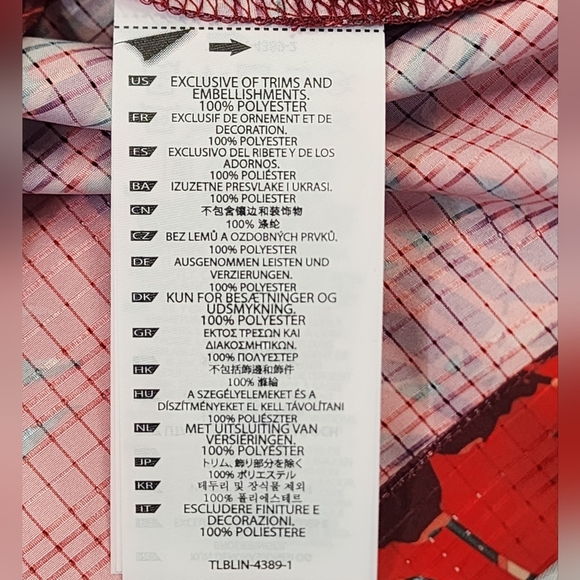 US EXCLUSIVE OF TRIMS AND
EMBELLISHMENTS.
100% POLYESTER
FR EXCLUSIF DE ORNEMENT ET DE
DECORATION.
100% POLYESTER
ES EXCLUSIVO DEL RIBETE Y DE LOS
ADORNOS.
100% POLIÉSTER
BA IZUZETNE PRESVLAKE I UKRASI.
100% POLIESTER
CN 不包含镶边和装饰物
100% 涤纶
CZ BEZ LEMŮ A OZDOBNÝCH PRVKŮ.
100% POLYESTER
DE AUSGENOMMEN LEISTEN UND
VERZIERUNGEN.
100% POLYESTER
DK KUN FOR BESÆTNINGER OG
UDSMYKNING.
100% POLYESTER
GR ΕΚΤΟΣ ΤΡΕΣΩΝ ΚΑΙ
ΔΙΑΚΟΣΜΗΤΙΚΩΝ.
100% ΠΟΛΥΕΣΤΕΡ
HK 不包括飾邊和飾件
100% 滌綸
HU A SZEGÉLYELEMEKET ÉS A
DÍSZÍTMÉNYEKET EL KELL TÁVOLÍTANI
100% POLIÉSZTER
NL MET UITSLUITING VAN
VERSIERINGEN.
100% POLYESTER
JP トリム、飾り部分を除く
100% ポリエステル
KR 테두리 및 장식물 제외
100% 폴리에스테르
IT ESCLUDERE FINITURE E
DECORAZIONI.
100% POLIESTERE
TLBLIN-4389-1